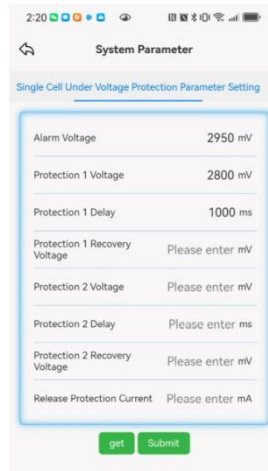 2:20
System Parameter
Single Cell Under Voltage Protection Parameter Setting
Alarm Voltage 2950 mV
Protection 1 Voltage 2800 mV
Protection 1 Delay 1000 ms
Protection 1 Recovery
Voltage Please enter mV
Protection 2 Voltage Please enter mV
Protection 2 Delay Please enter ms
Protection 2 Recovery
Voltage Please enter mV
Release Protection Current Please enter mA
get Submit